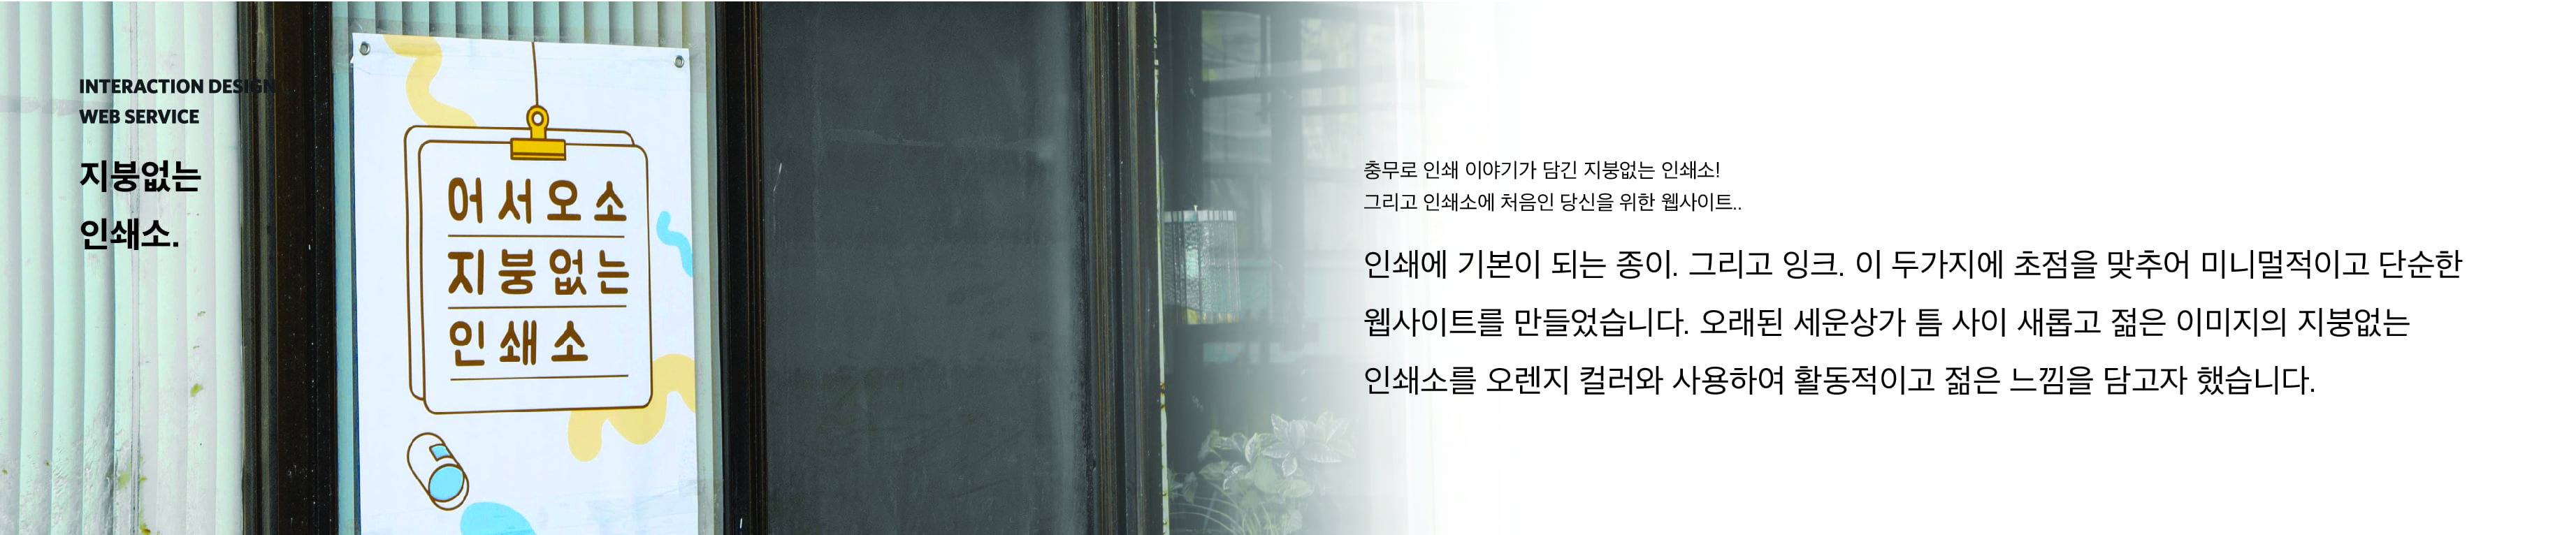 INTERACTION DESIGN
WEB SERVICE
지붕없는
인쇄소.
어서오소
지붕없는
인쇄소
충무로 인쇄 이야기가 담긴 지붕없는 인쇄소!
그리고 인쇄소에 처음인 당신을 위한 웹사이트..
인쇄에 기본이 되는 종이. 그리고 잉크. 이 두가지에 초점을 맞추어 미니멀적이고 단순한
웹사이트를 만들었습니다. 오래된 세운상가 틈 사이 새롭고 젊은 이미지의 지붕없는
인쇄소를 오렌지 컬러와 사용하여 활동적이고 젊은 느낌을 담고자 했습니다.